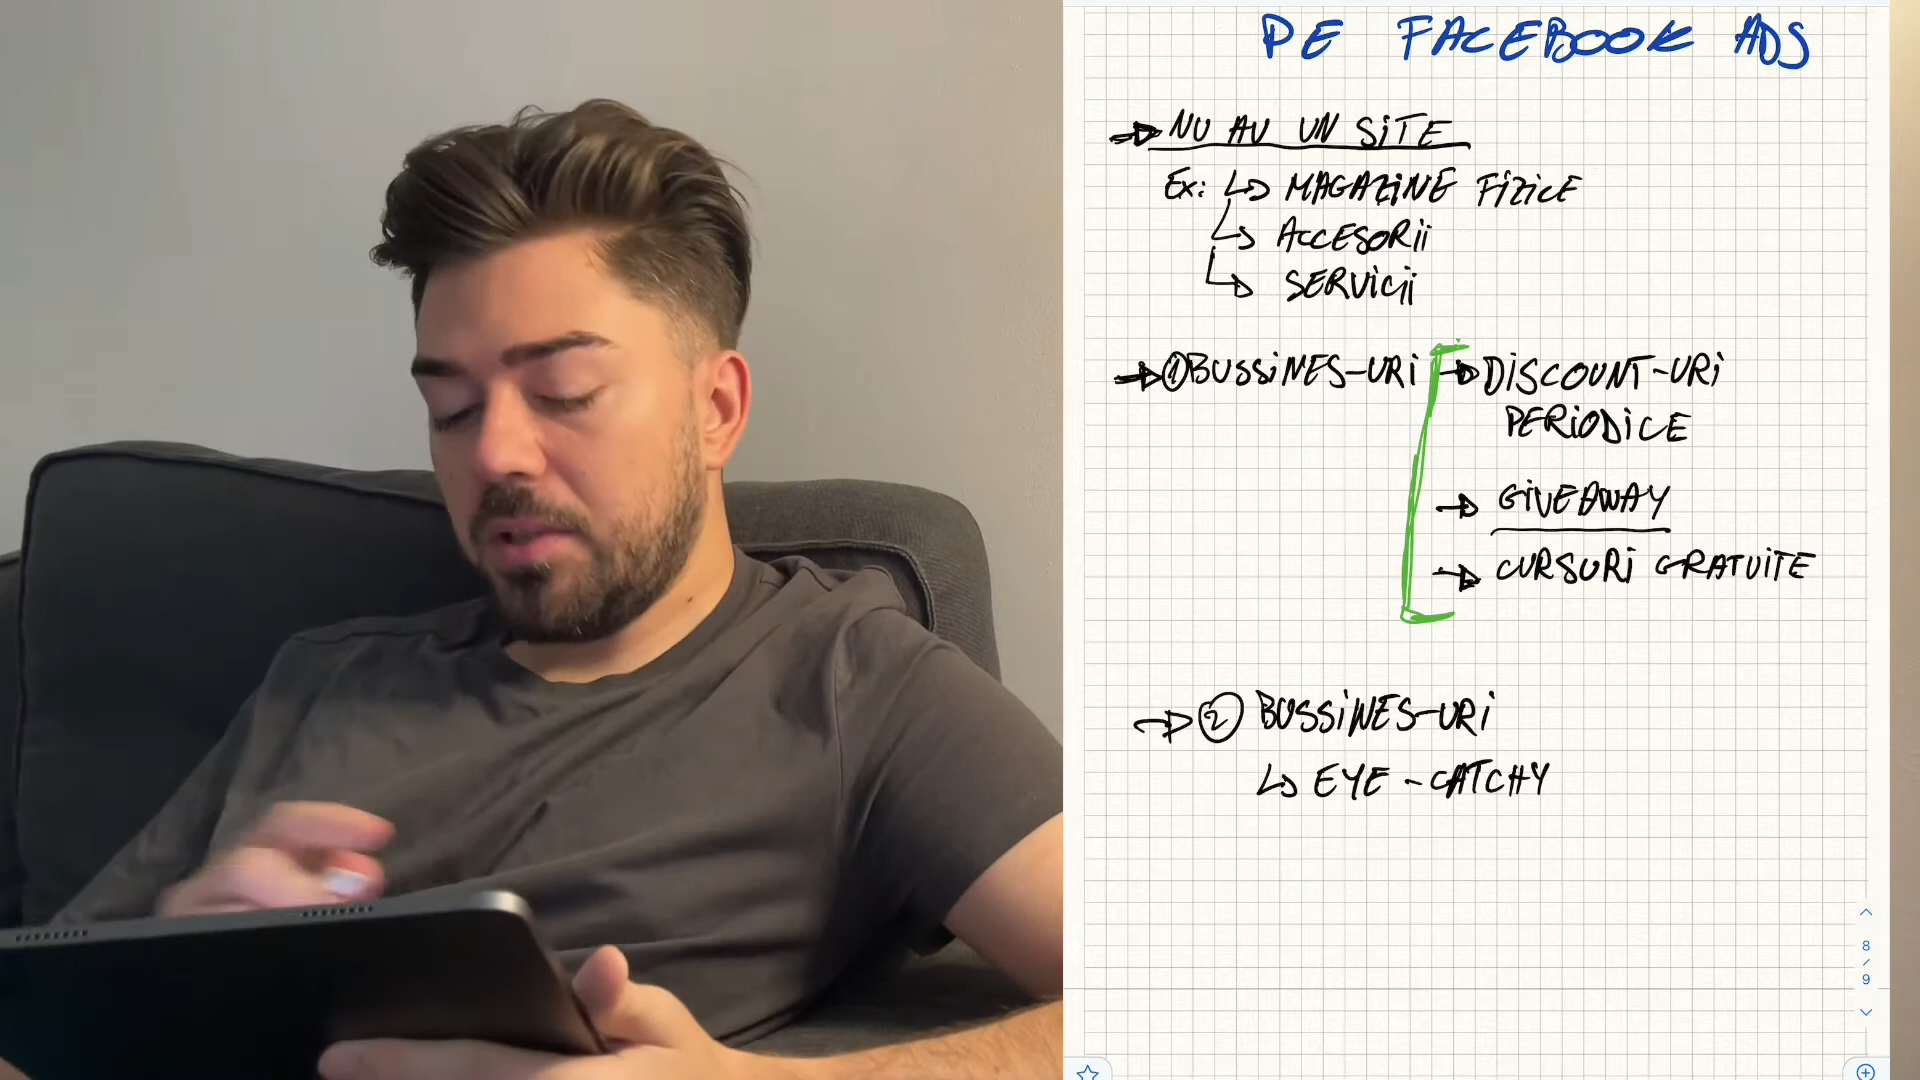 PE FACEBOOK ADS
NU AU UN SITE
EX: MAGAZINE FIZICE
ACCESORII
SERVICII
1 BUSSINES-URI DISCOUNT-URI
PERIODICE
GIVEAWAY
CURSURI GRATUITE
2 BUSSINES-URI
EYE-CATCHY
8
/
9